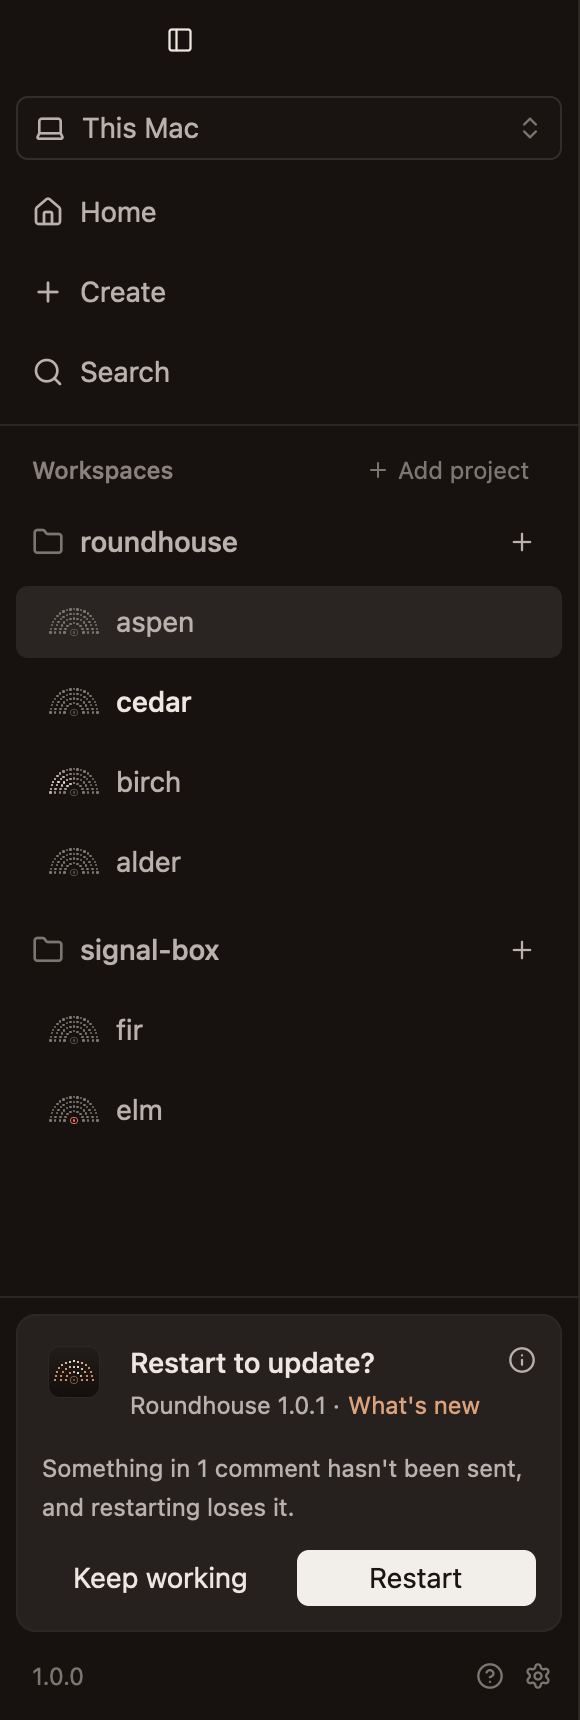 This Mac
Home
Create
Search
Workspaces
Add project
roundhouse
aspen
cedar
birch
alder
signal-box
fir
elm
Restart to update?
Roundhouse 1.0.1 · What's new
Something in 1 comment hasn't been sent,
and restarting loses it.
Keep working
Restart
1.0.0